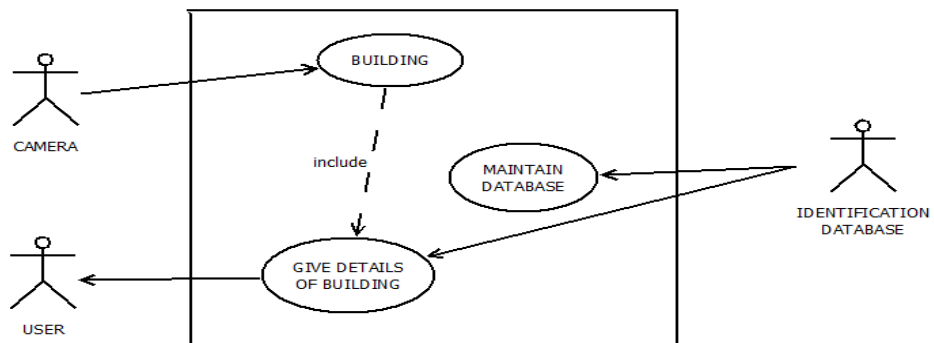 BUILDING
CAMERA
include
MAINTAIN
DATABASE
IDENTIFICATION
DATABASE
GIVE DETAILS
OF BUILDING
USER